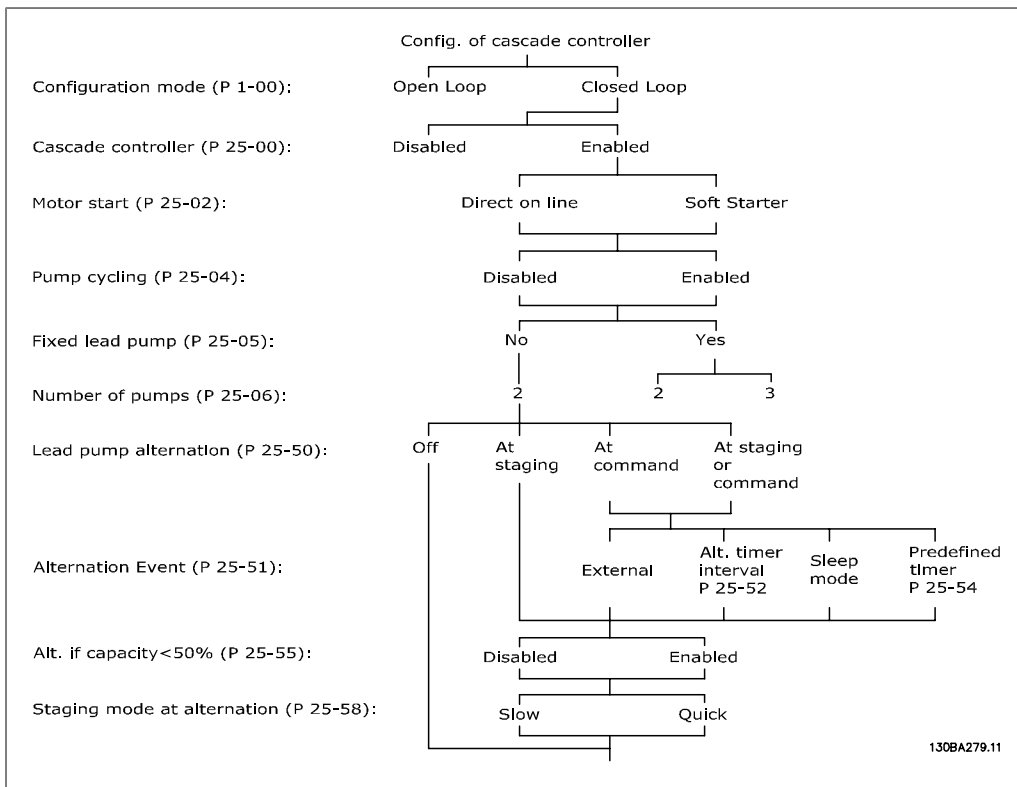 Config. of cascade controller
Configuration mode (P 1-00): Open Loop Closed Loop
Cascade controller (P 25-00): Disabled Enabled
Motor start (P 25-02): Direct on line Soft Starter
Pump cycling (P 25-04): Disabled Enabled
Fixed lead pump (P 25-05): No Yes
Number of pumps (P 25-06): 2 2 3
Lead pump alternation (P 25-50): Off At staging At command At staging or command
Alternation Event (P 25-51): External Alt. timer interval P 25-52 Sleep mode Predefined timer P 25-54
Alt. if capacity<50% (P 25-55): Disabled Enabled
Staging mode at alternation (P 25-58): Slow Quick
130BA279.11